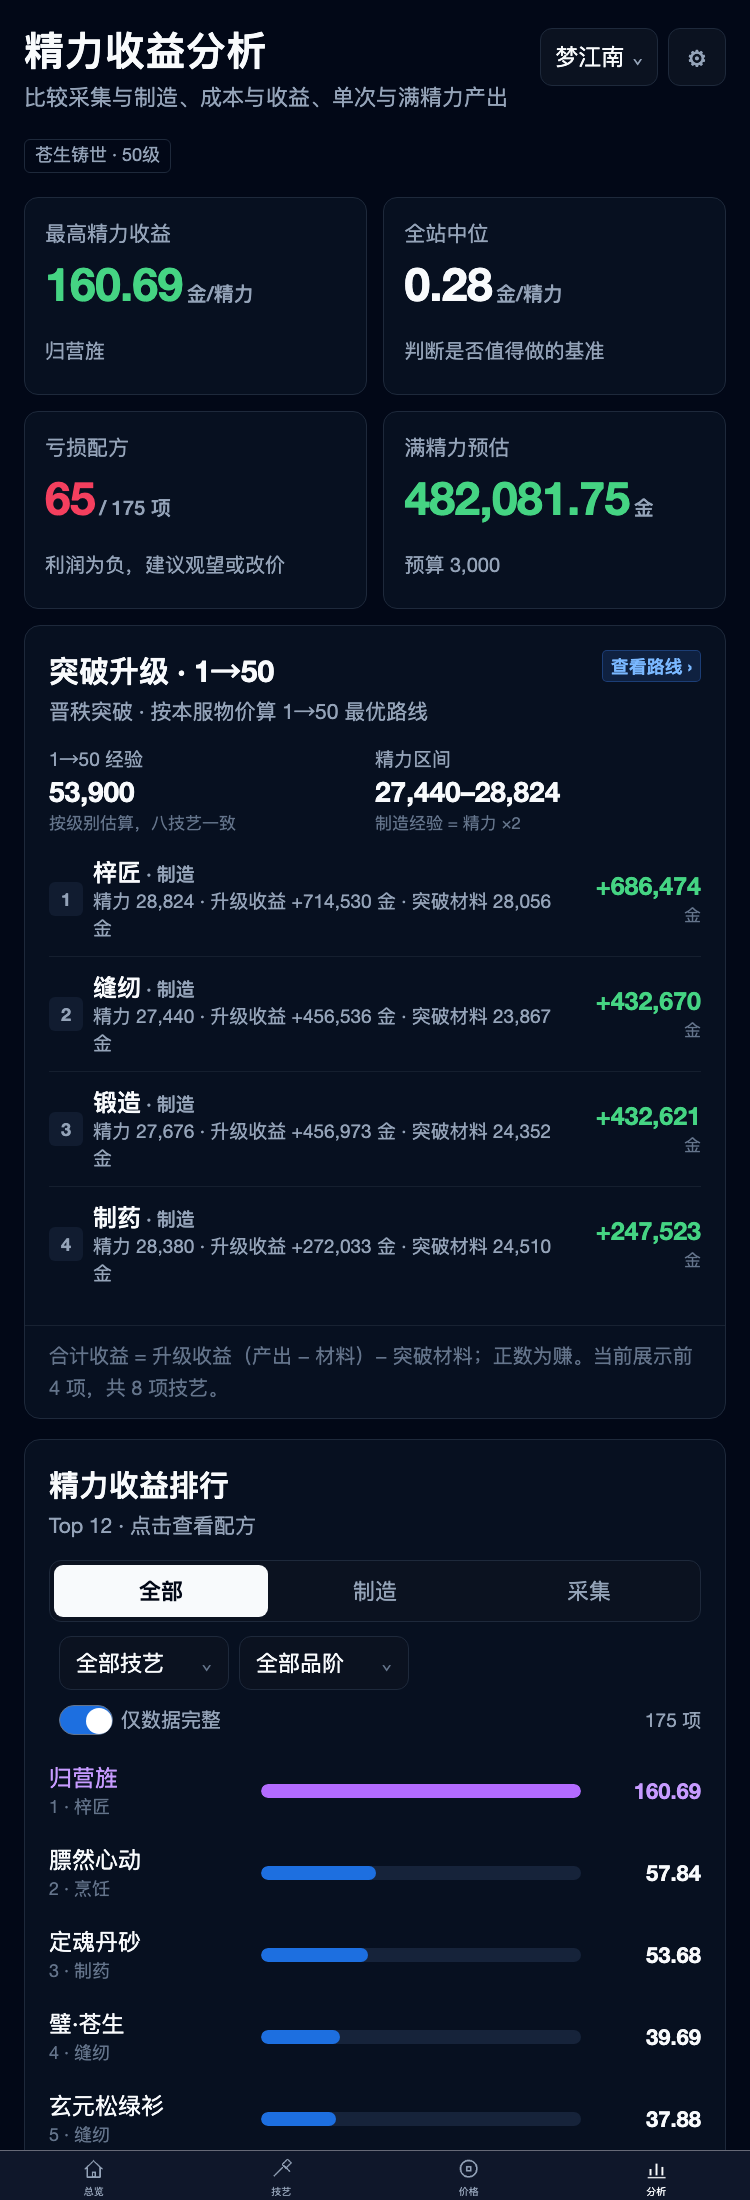 精力收益分析
梦江南
比较采集与制造、成本与收益、单次与满精力产出
苍生铸世 · 50级
最高精力收益
160.69 金/精力
归营旌
全站中位
0.28 金/精力
判断是否值得做的基准
亏损配方
65 / 175 项
利润为负，建议观望或改价
满精力预估
482,081.75 金
预算 3,000
突破升级 · 1→50
查看路线 ›
晋秩突破 · 按本服物价算 1→50 最优路线
1→50 经验
53,900
按级别估算，八技艺一致
精力区间
27,440–28,824
制造经验 = 精力 ×2
1
梓匠 · 制造
精力 28,824 · 升级收益 +714,530 金 · 突破材料 28,056
金
+686,474
金
2
缝纫 · 制造
精力 27,440 · 升级收益 +456,536 金 · 突破材料 23,867
金
+432,670
金
3
锻造 · 制造
精力 27,676 · 升级收益 +456,973 金 · 突破材料 24,352
金
+432,621
金
4
制药 · 制造
精力 28,380 · 升级收益 +272,033 金 · 突破材料 24,510
金
+247,523
金
合计收益 = 升级收益（产出 − 材料）− 突破材料；正数为赚。当前展示前
4 项，共 8 项技艺。
精力收益排行
Top 12 · 点击查看配方
全部
制造
采集
全部技艺
全部品阶
仅数据完整
175 项
归营旌
1 · 梓匠
160.69
膘然心动
2 · 烹饪
57.84
定魂丹砂
3 · 制药
53.68
璧·苍生
4 · 缝纫
39.69
玄元松绿衫
5 · 缝纫
37.88
总览
技艺
价格
分析